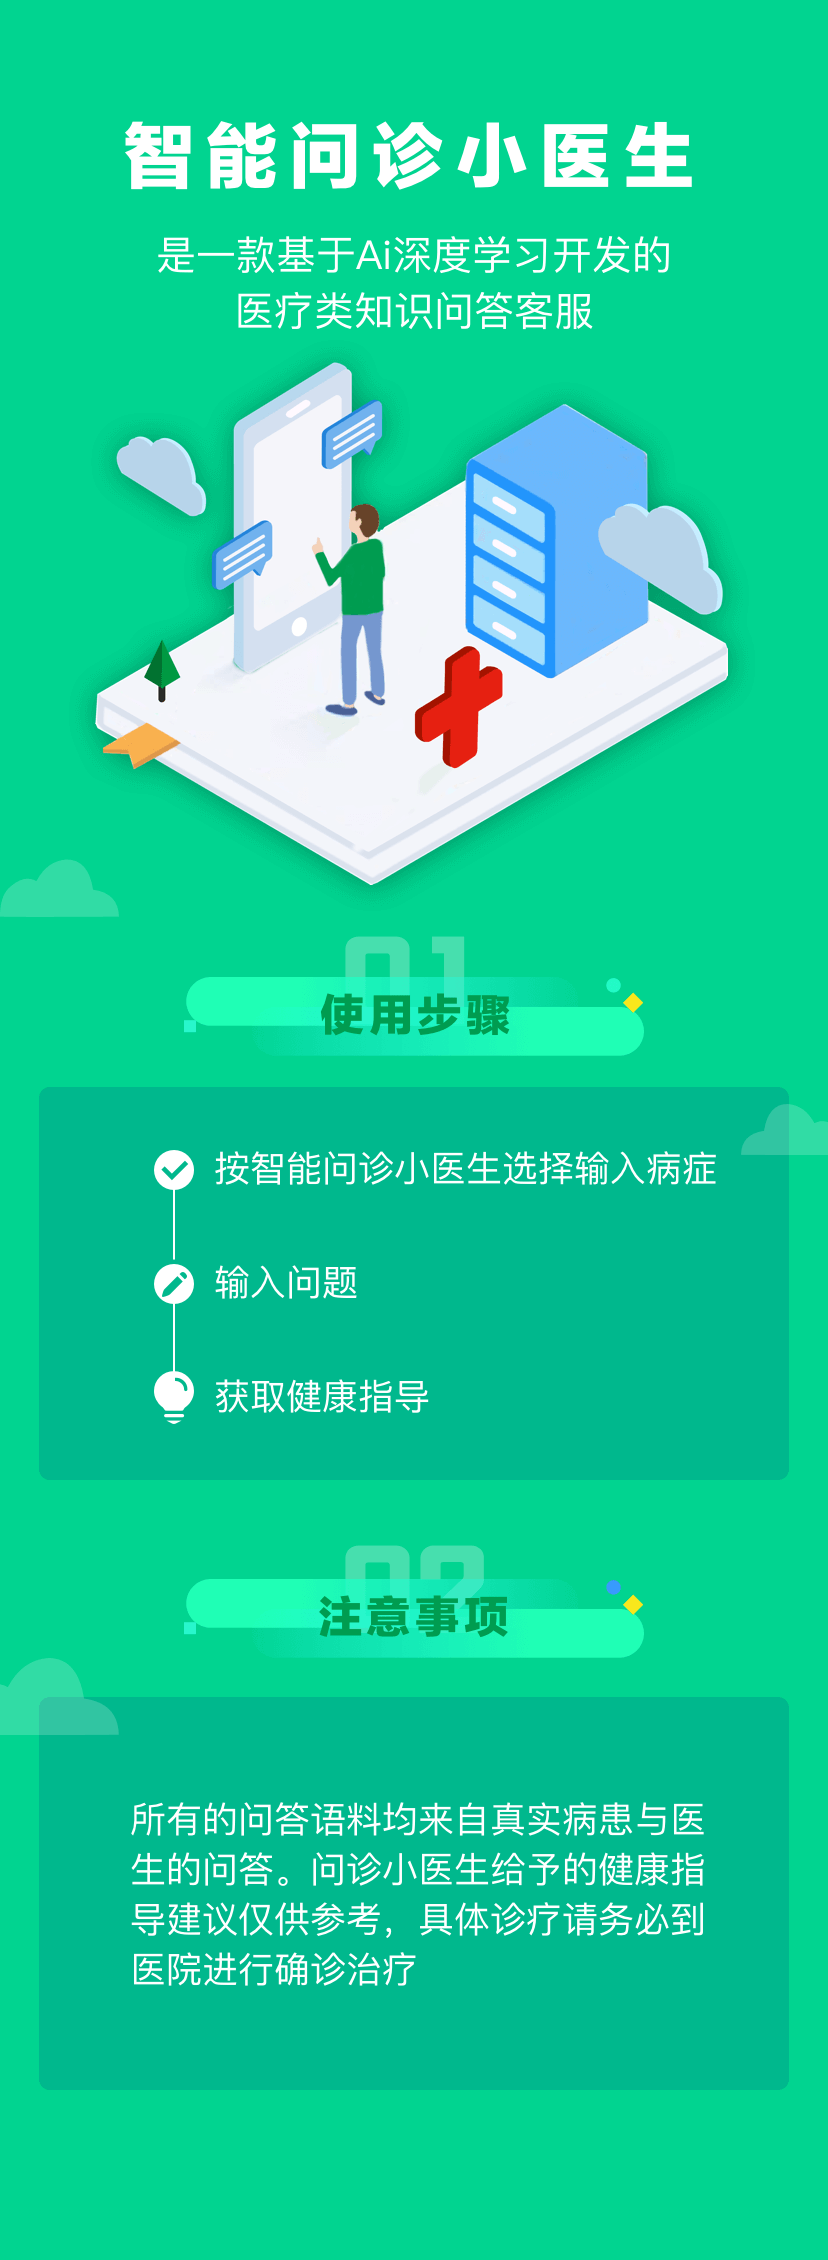 智能问诊小医生
是一款基于Ai深度学习开发的
医疗类知识问答客服
01
使用步骤
按智能问诊小医生选择输入病症
输入问题
获取健康指导
02
注意事项
所有的问答语料均来自真实病患与医
生的问答。问诊小医生给予的健康指
导建议仅供参考，具体诊疗请务必到
医院进行确诊治疗